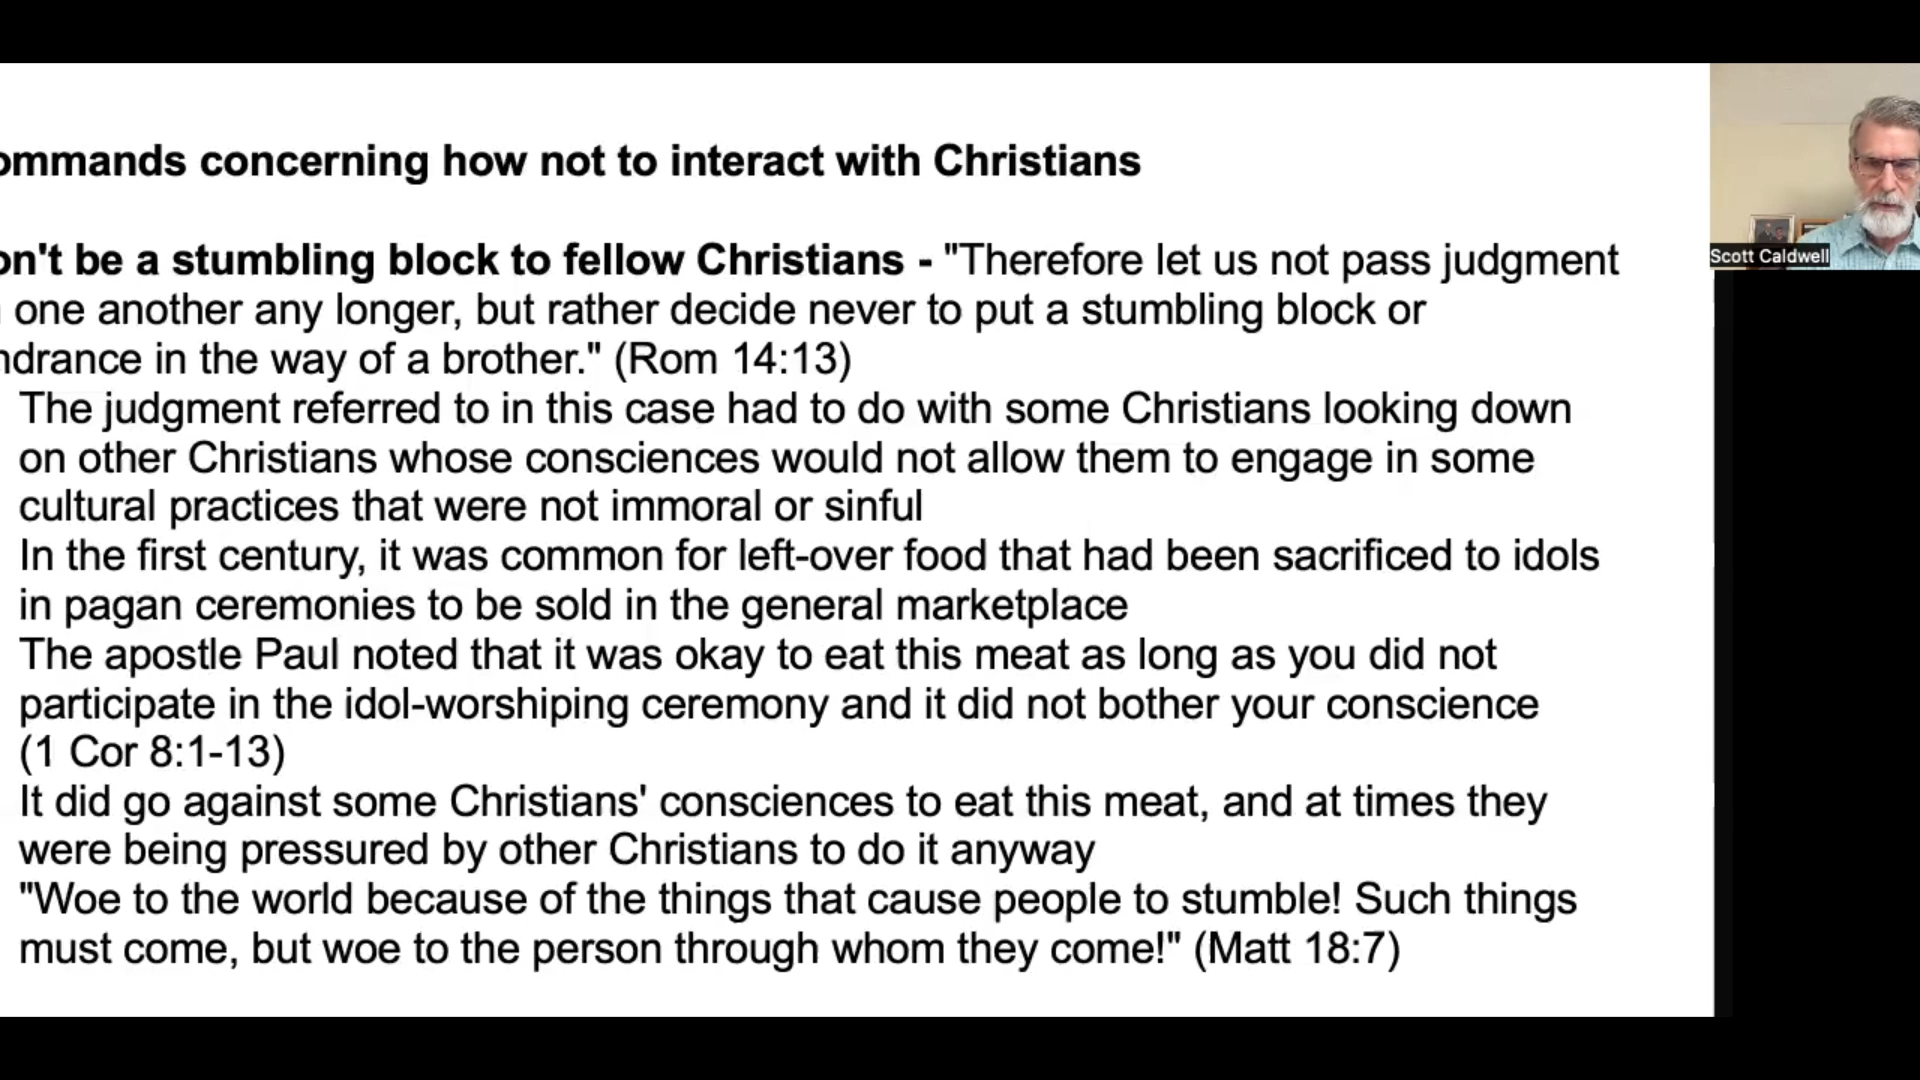 ommands concerning how not to interact with Christians
on't be a stumbling block to fellow Christians - "Therefore let us not pass judgment
one another any longer, but rather decide never to put a stumbling block or
ndrance in the way of a brother." (Rom 14:13)
The judgment referred to in this case had to do with some Christians looking down
on other Christians whose consciences would not allow them to engage in some
cultural practices that were not immoral or sinful
In the first century, it was common for left-over food that had been sacrificed to idols
in pagan ceremonies to be sold in the general marketplace
The apostle Paul noted that it was okay to eat this meat as long as you did not
participate in the idol-worshiping ceremony and it did not bother your conscience
(1 Cor 8:1-13)
It did go against some Christians' consciences to eat this meat, and at times they
were being pressured by other Christians to do it anyway
"Woe to the world because of the things that cause people to stumble! Such things
must come, but woe to the person through whom they come!" (Matt 18:7)
Scott Caldwell